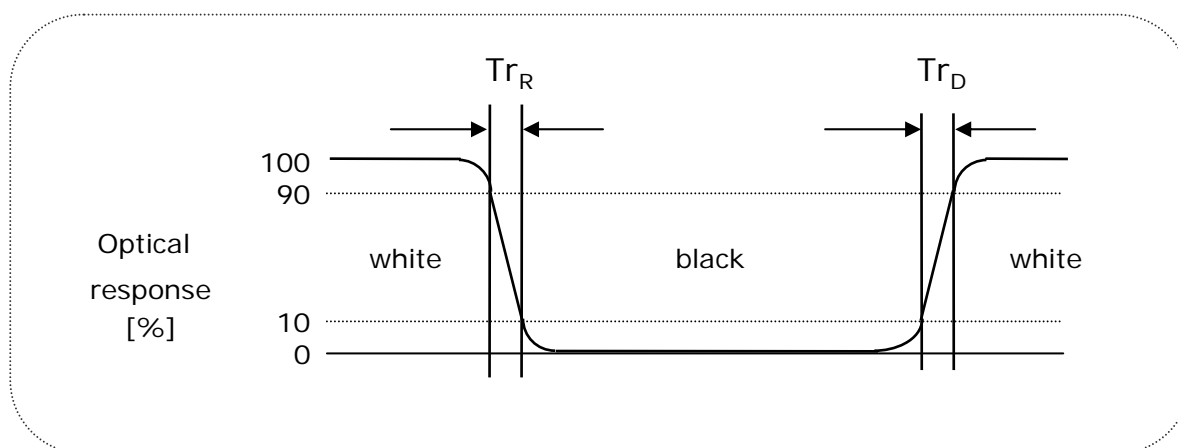 Tr_R Tr_D
100
90
Optical
response
[%]
white black white
10
0